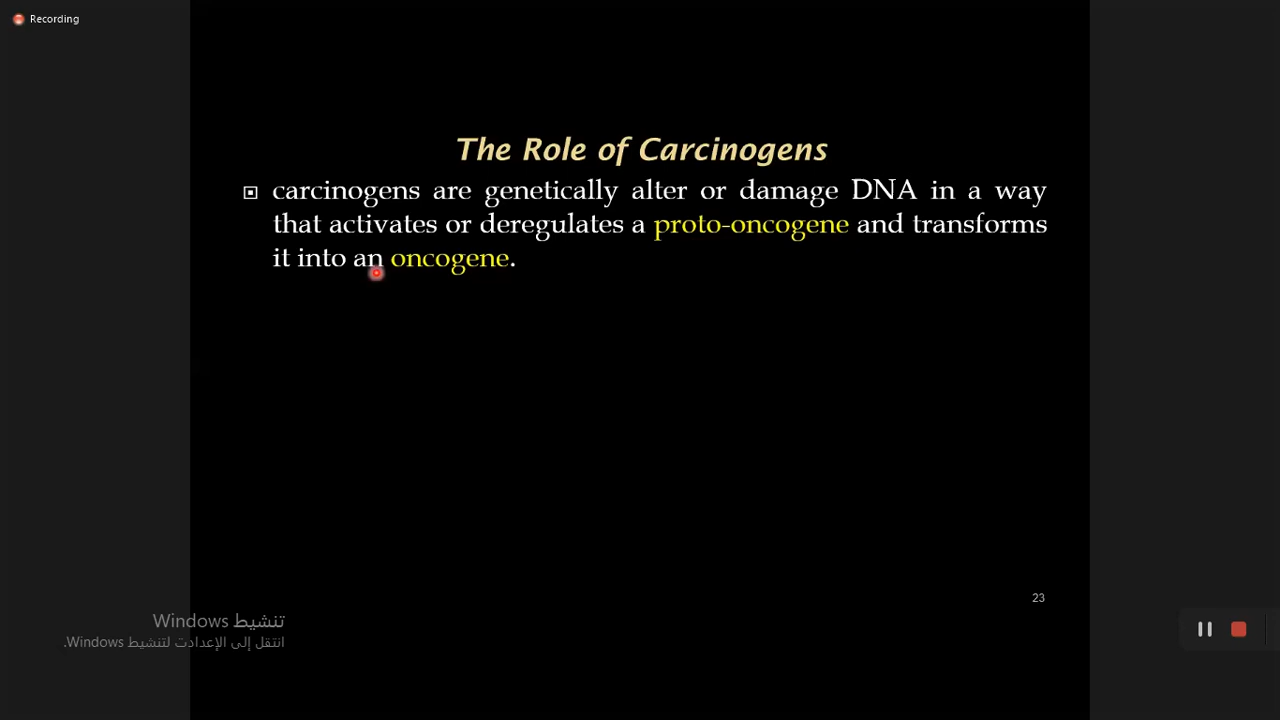 Recording
The Role of Carcinogens
carcinogens are genetically alter or damage DNA in a way
that activates or deregulates a proto-oncogene and transforms
it into an oncogene.
23
تنشيط Windows
انتقل إلى الإعدادت لتنشيط Windows.